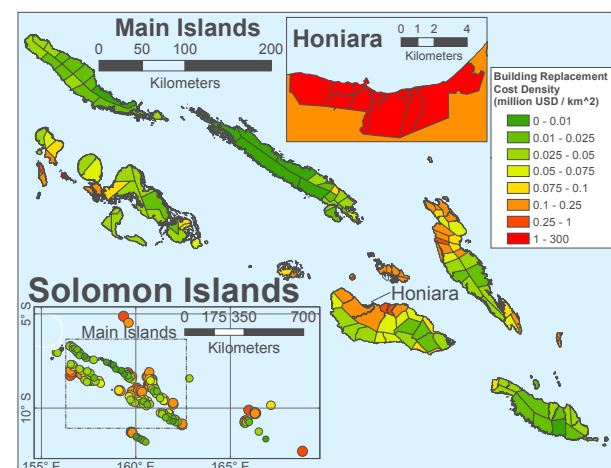 Main Islands
0 50 100 200
Kilometers
Honiara
0 1 2 4
Kilometers
Building Replacement
Cost Density
(million USD / km^2)
0 - 0.01
0.01 - 0.025
0.025 - 0.05
0.05 - 0.075
0.075 - 0.1
0.1 - 0.25
0.25 - 1
1 - 300
Honiara
Solomon Islands
0 175 350 700
Kilometers
Main Islands
5° S
10° S
155° E 160° E 165° E